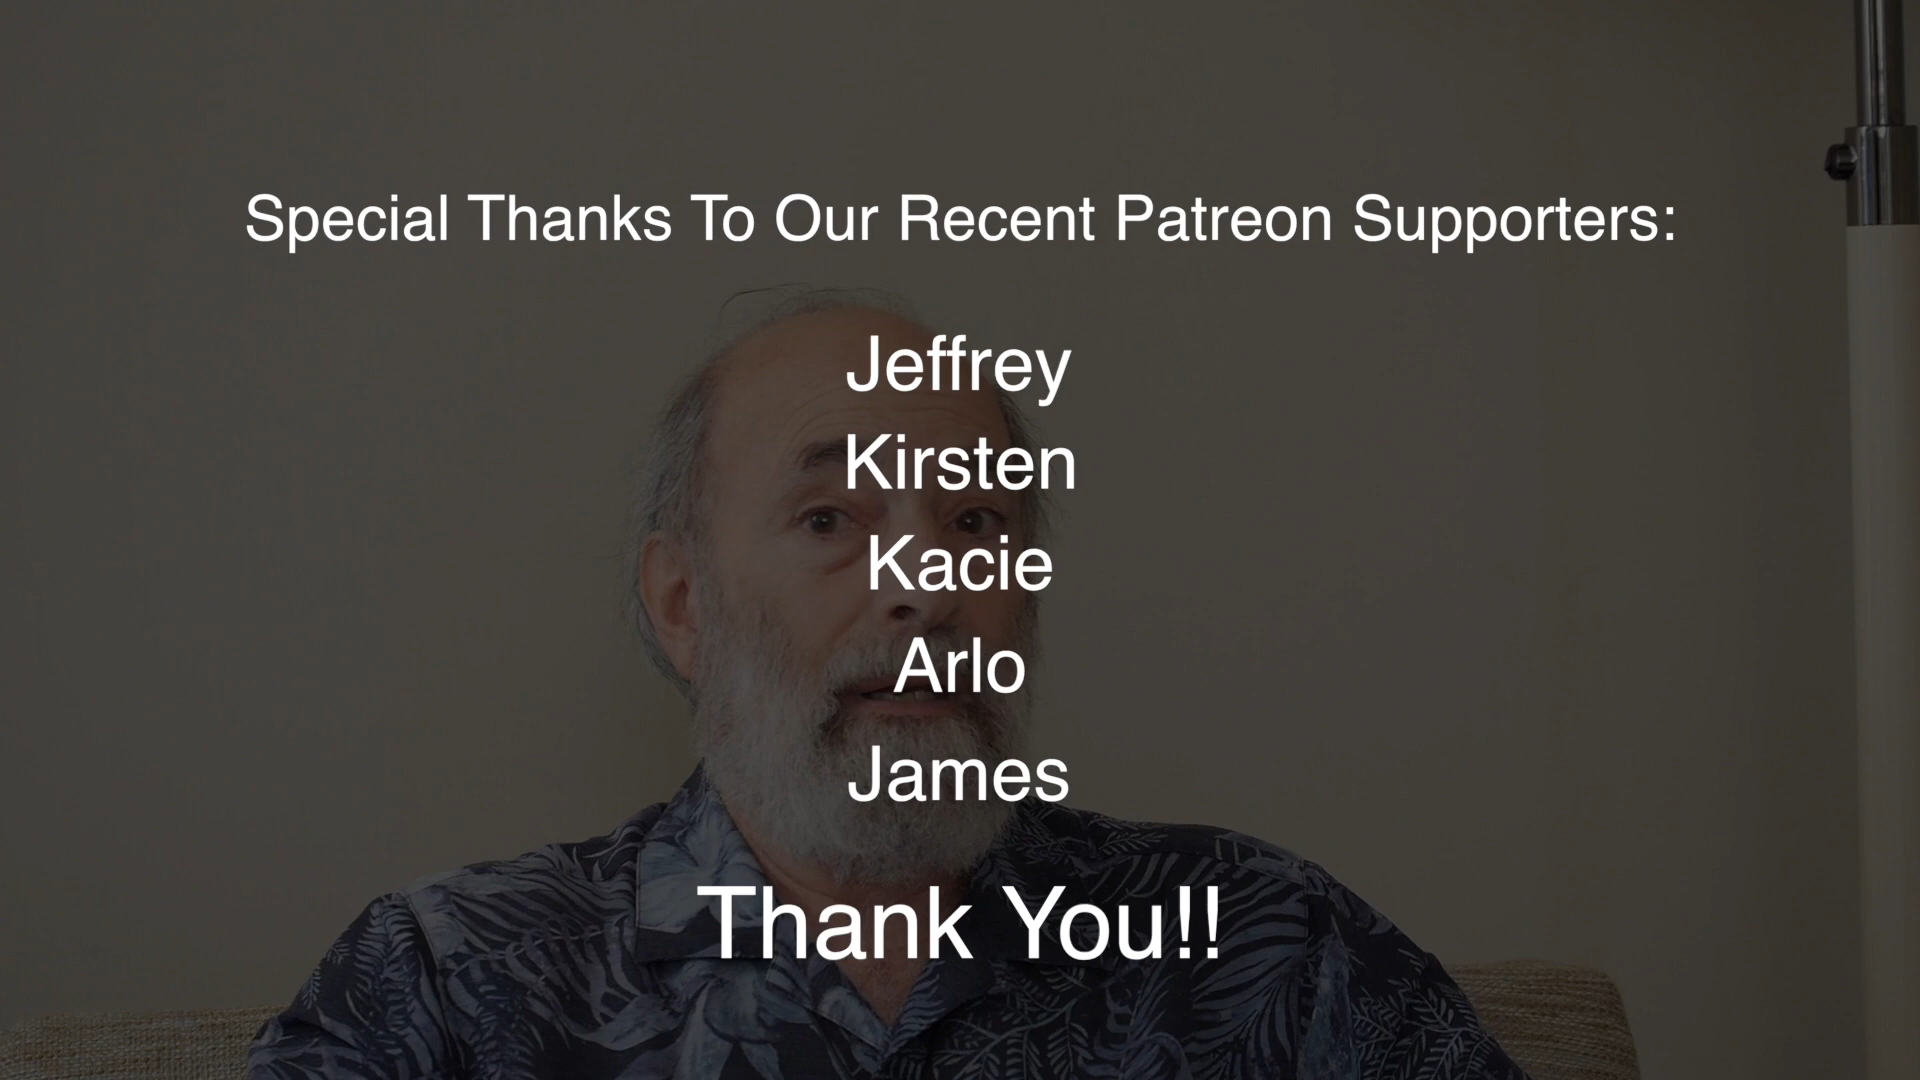 Special Thanks To Our Recent Patreon Supporters:
Jeffrey
Kirsten
Kacie
Arlo
James
Thank You!!